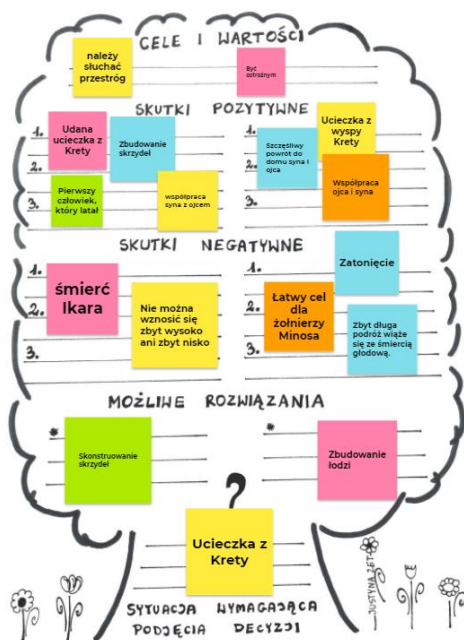 CELE I WARTOŚCI
należy
słuchać
przestróg
Być
ostrożnym
SKUTKI POZYTYWNE
1.
Udana
ucieczka z
Krety
Zbudowanie
skrzydeł
2.
3.
Pierwszy
człowiek,
który latał
współpraca
syna z ojcem
1.
Ucieczka z
wyspy
Krety
2.
Szczęśliwy
powrót do
domu syna i
ojca
Współpraca
ojca i syna
3.
SKUTKI NEGATYWNE
1.
śmierć
Ikara
2.
Nie można
wznosić się
zbyt wysoko
ani zbyt nisko
3.
1.
Zatonięcie
2.
Łatwy cel
dla
żołnierzy
Minosa
Zbyt długa
podróż wiąże
się ze śmiercią
głodową.
3.
MOŻLIWE ROZWIĄZANIA
*
Skonstruowanie
skrzydeł
*
Zbudowanie
łodzi
?
Ucieczka z
Krety
SYTUACJA WYMAGAJĄCA
PODJĘCIA DECYZJI
JUSTYNA ZET